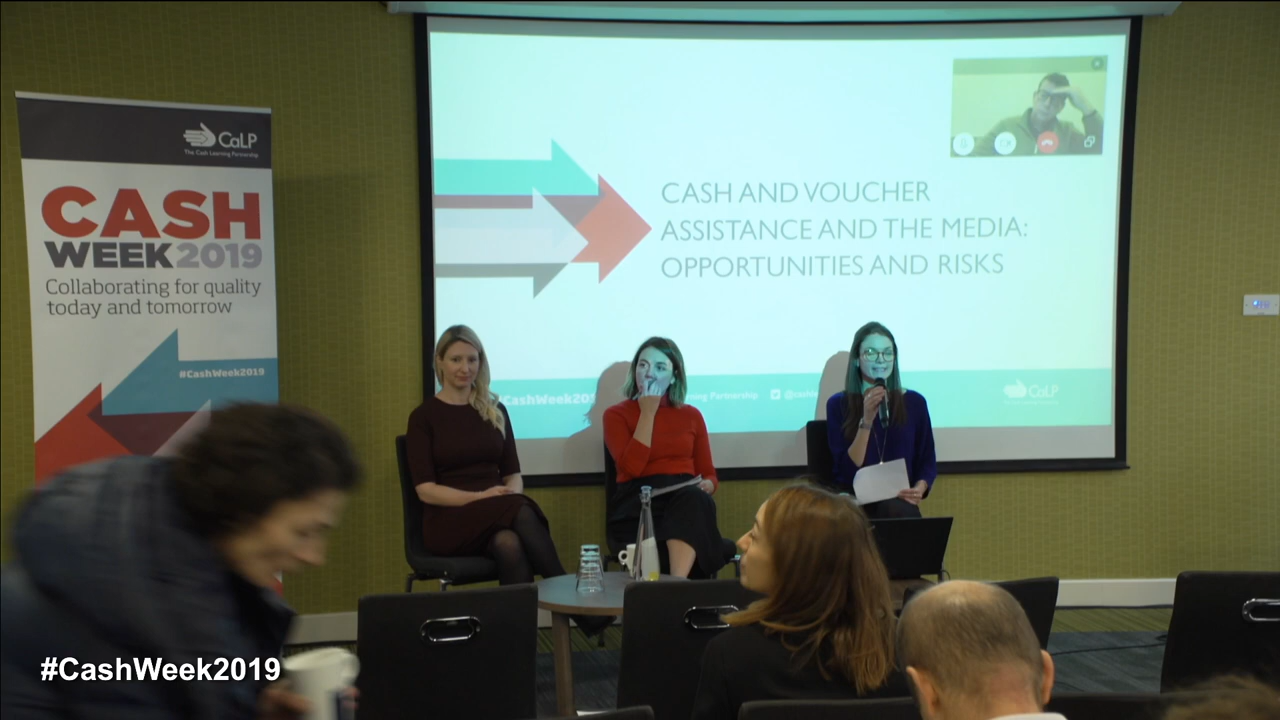 CaLP
The Cash Learning Partnership
CASH
WEEK2019
Collaborating for quality
today and tomorrow
#CashWeek2019
CASH AND VOUCHER
ASSISTANCE AND THE MEDIA:
OPPORTUNITIES AND RISKS
CashWeek201
Partnership
CaLP
#CashWeek2019